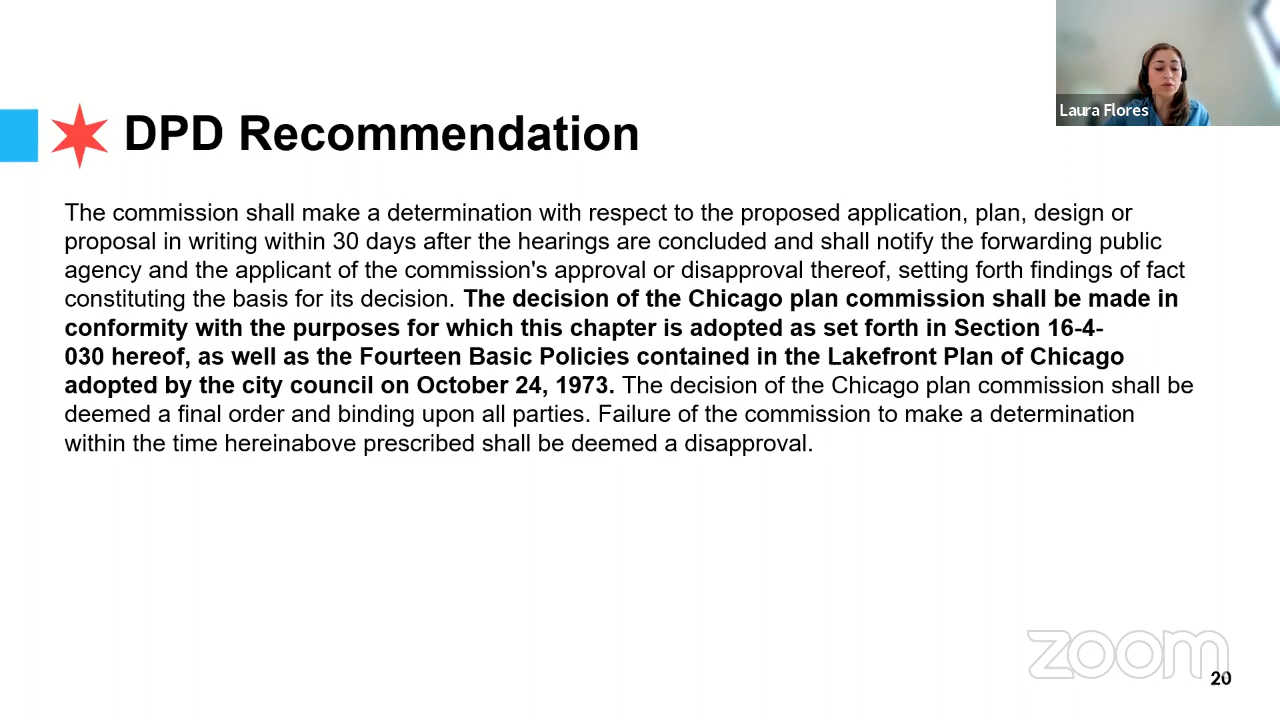 Laura Flores
DPD Recommendation
The commission shall make a determination with respect to the proposed application, plan, design or
proposal in writing within 30 days after the hearings are concluded and shall notify the forwarding public
agency and the applicant of the commission's approval or disapproval thereof, setting forth findings of fact
constituting the basis for its decision. The decision of the Chicago plan commission shall be made in
conformity with the purposes for which this chapter is adopted as set forth in Section 16-4-
030 hereof, as well as the Fourteen Basic Policies contained in the Lakefront Plan of Chicago
adopted by the city council on October 24, 1973. The decision of the Chicago plan commission shall be
deemed a final order and binding upon all parties. Failure of the commission to make a determination
within the time hereinabove prescribed shall be deemed a disapproval.
zoom
20